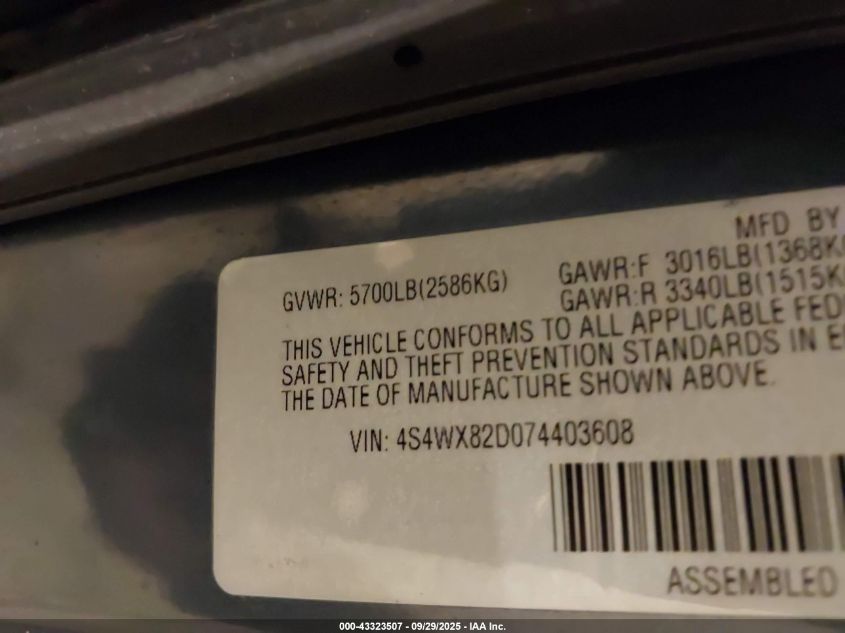 MFD BY
GVWR: 5700LB(2586KG) GAWR:F 3016LB(1368K
GAWR:R 3340LB(1515K
THIS VEHICLE CONFORMS TO ALL APPLICABLE FED
SAFETY AND THEFT PREVENTION STANDARDS IN E
THE DATE OF MANUFACTURE SHOWN ABOVE.
VIN: 4S4WX82D074403608
ASSEMBLED
000-43323507 - 09/29/2025 - IAA Inc.